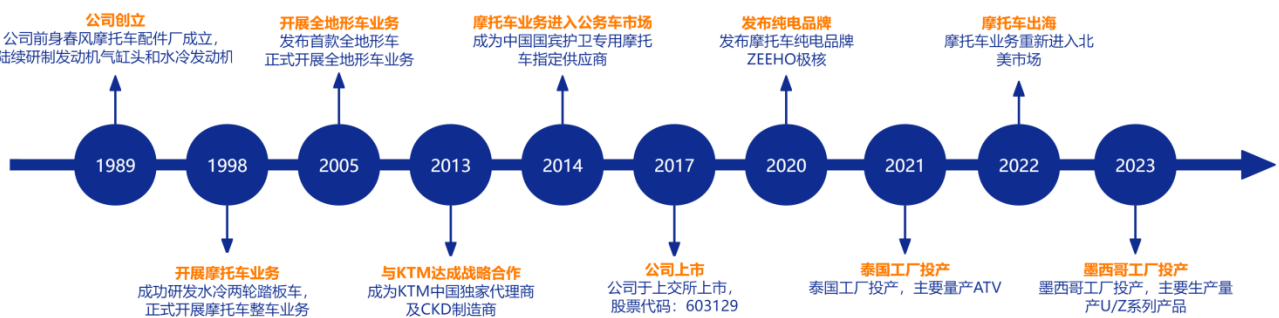 公司创立
公司前身春风摩托车配件厂成立，
陆续研制发动机气缸头和水冷发动机
开展全地形车业务
发布首款全地形车
正式开展全地形车业务
摩托车业务进入公务车市场
成为中国国宾护卫专用摩托
车指定供应商
发布纯电品牌
发布摩托车纯电品牌
ZEEHO极核
摩托车出海
摩托车业务重新进入北
美市场
1989
1998
2005
2013
2014
2017
2020
2021
2022
2023
开展摩托车业务
成功研发水冷两轮踏板车，
正式开展摩托车整车业务
与KTM达成战略合作
成为KTM中国独家代理商
及CKD制造商
公司上市
公司于上交所上市，
股票代码：603129
泰国工厂投产
泰国工厂投产，主要量产ATV
墨西哥工厂投产
墨西哥工厂投产，主要生产量
产U/Z系列产品